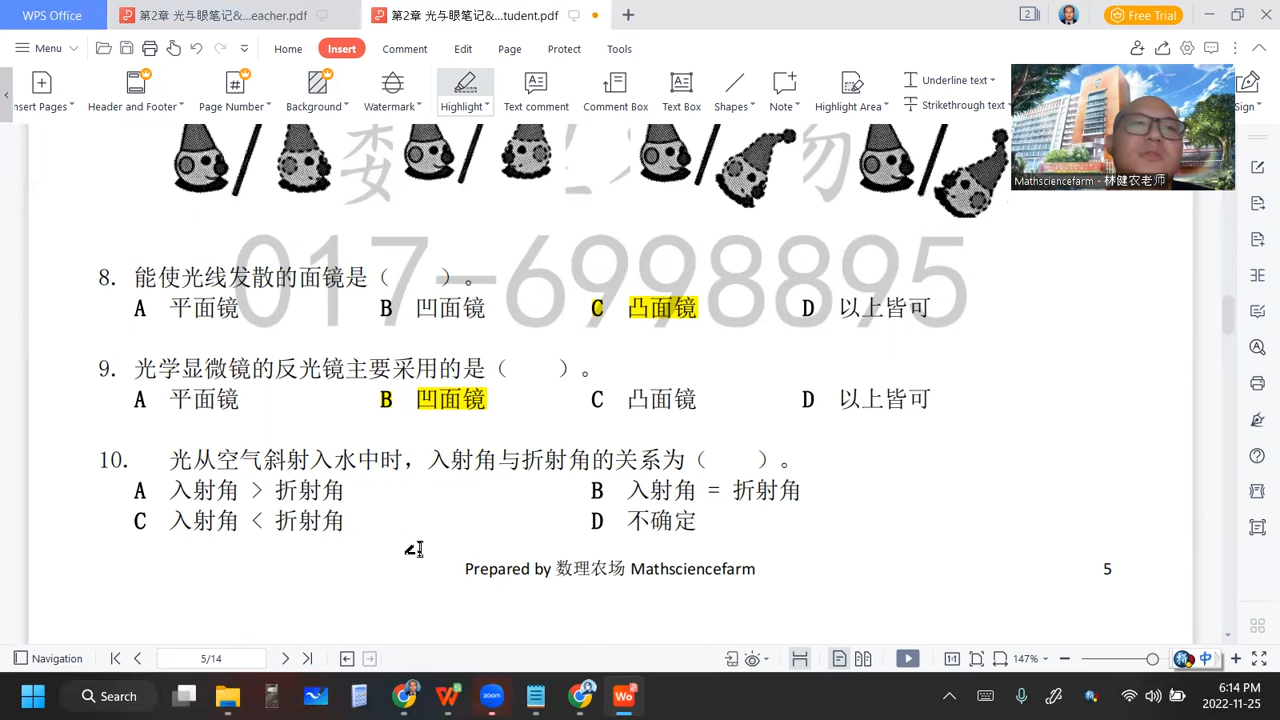 WPS Office
第2章 光与眼笔记&...eacher.pdf
第2章 光与眼笔记&...tudent.pdf
2
Free Trial
Menu
Home
Insert
Comment
Edit
Page
Protect
Tools
nsert Pages
Header and Footer
Page Number
Background
Watermark
Highlight
Text comment
Comment Box
Text Box
Shapes
Note
Highlight Area
Underline text
Strikethrough text
Sign
Mathsciencefarm - 林健农老师
物
017-6998895
8. 能使光线发散的面镜是（ ）。
A 平面镜 B 凹面镜 C 凸面镜 D 以上皆可
9. 光学显微镜的反光镜主要采用的是（ ）。
A 平面镜 B 凹面镜 C 凸面镜 D 以上皆可
10. 光从空气斜射入水中时，入射角与折射角的关系为（ ）。
A 入射角 > 折射角 B 入射角 = 折射角
C 入射角 < 折射角 D 不确定
Prepared by 数理农场 Mathsciencefarm 5
Navigation
5/14
147%
中
Search
6:14 PM
2022-11-25